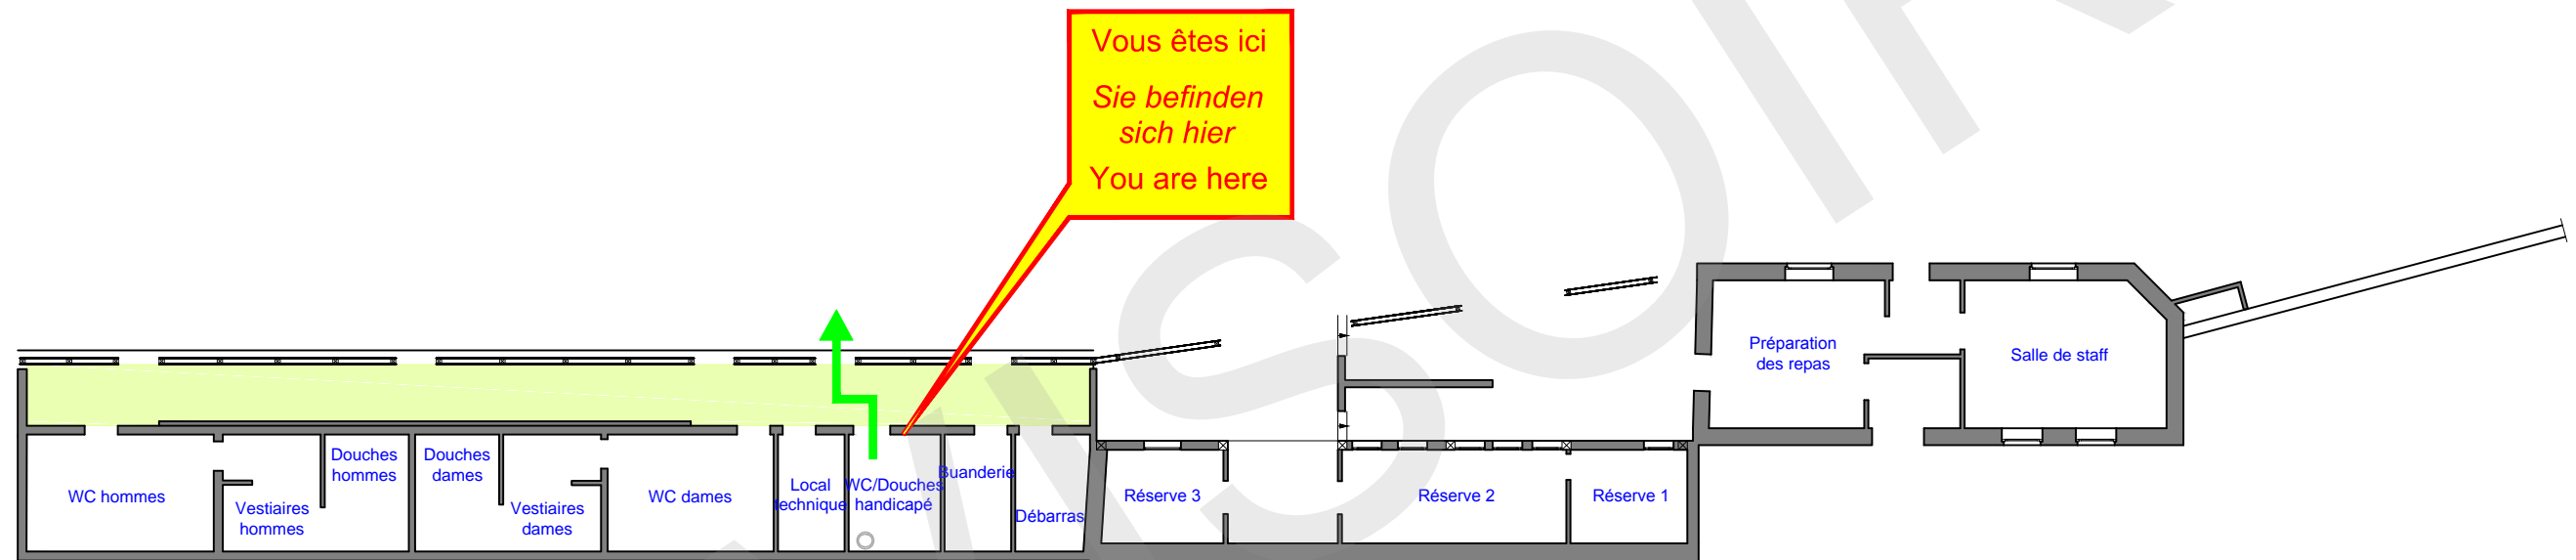 Vous êtes ici
Sie befinden
sich hier
You are here
Préparation
des repas
Salle de staff
WC hommes
Vestiaires
hommes
Douches
hommes
Douches
dames
Vestiaires
dames
WC dames
Local
technique
WC/Douches
handicapé
Buanderie
Débarras
Réserve 3
Réserve 2
Réserve 1